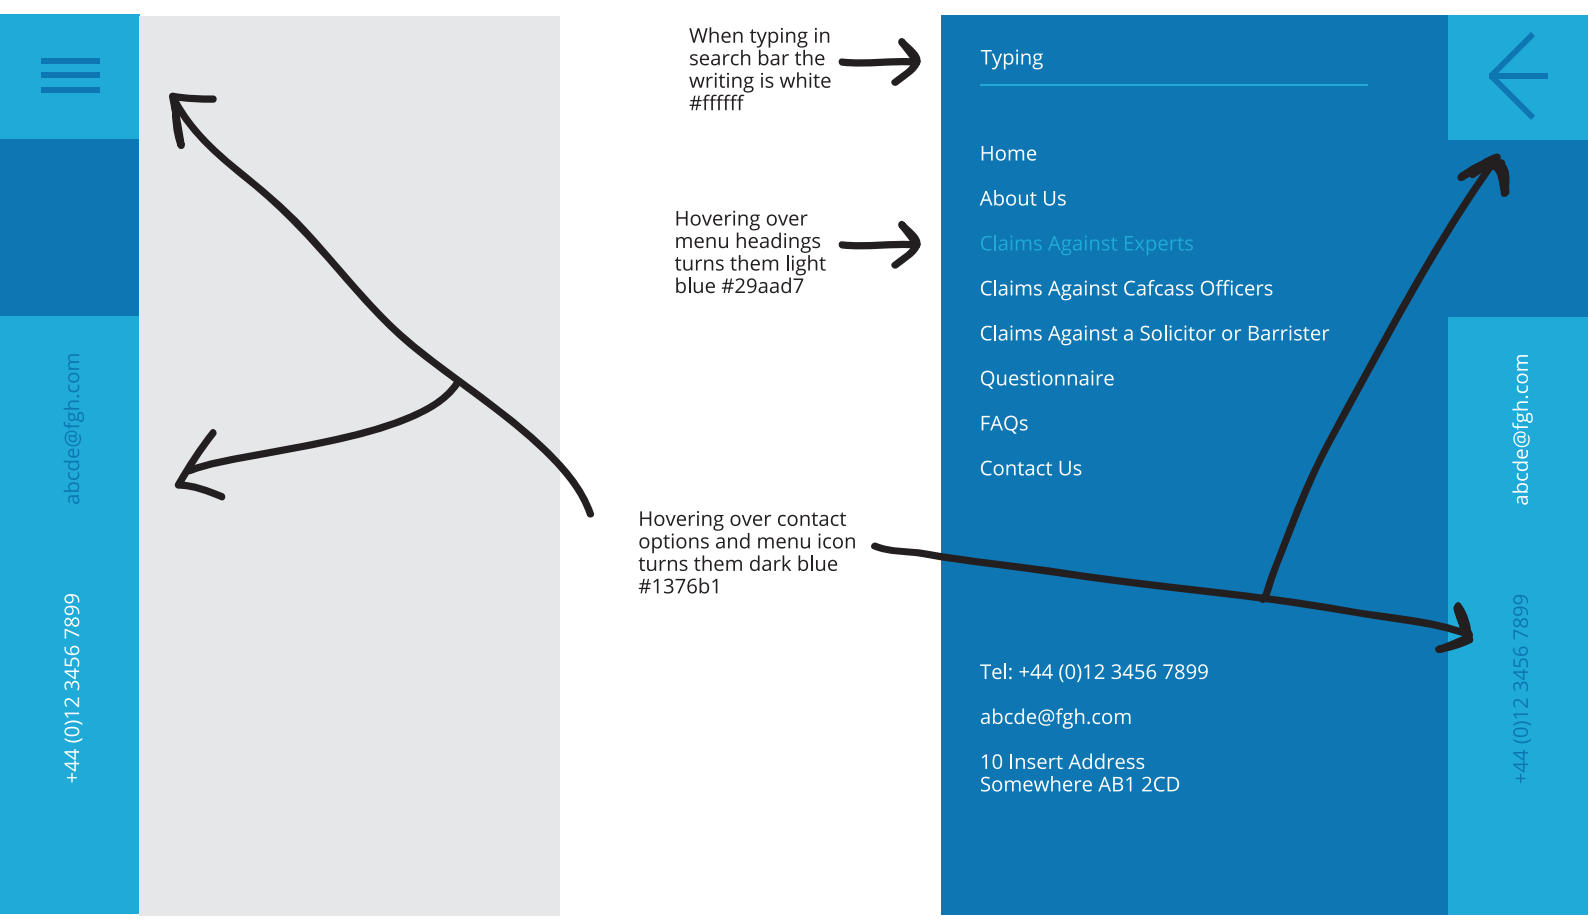 When typing in
search bar the
writing is white
#ffffff
Typing
Home
About Us
Hovering over
menu headings
turns them light
blue #29aad7
Claims Against Experts
Claims Against Cafcass Officers
Claims Against a Solicitor or Barrister
Questionnaire
FAQs
Contact Us
abcde@fgh.com
+44 (0)12 3456 7899
Hovering over contact
options and menu icon
turns them dark blue
#1376b1
Tel: +44 (0)12 3456 7899
abcde@fgh.com
10 Insert Address
Somewhere AB1 2CD
abcde@fgh.com
+44 (0)12 3456 7899